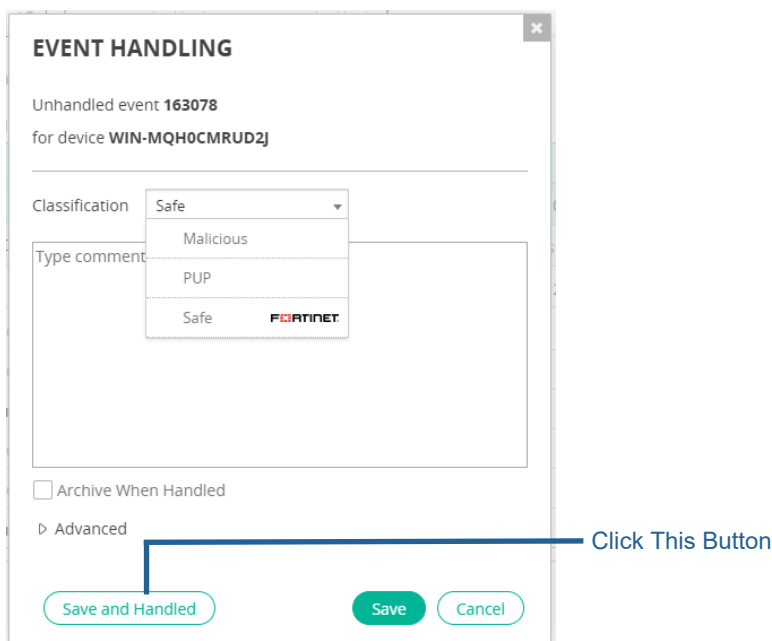 EVENT HANDLING
Unhandled event 163078
for device WIN-MQH0CMRUD2J
Classification Safe
Malicious
Type comment
PUP
Safe FORTINET
Archive When Handled
Advanced
Click This Button
Save and Handled Save Cancel